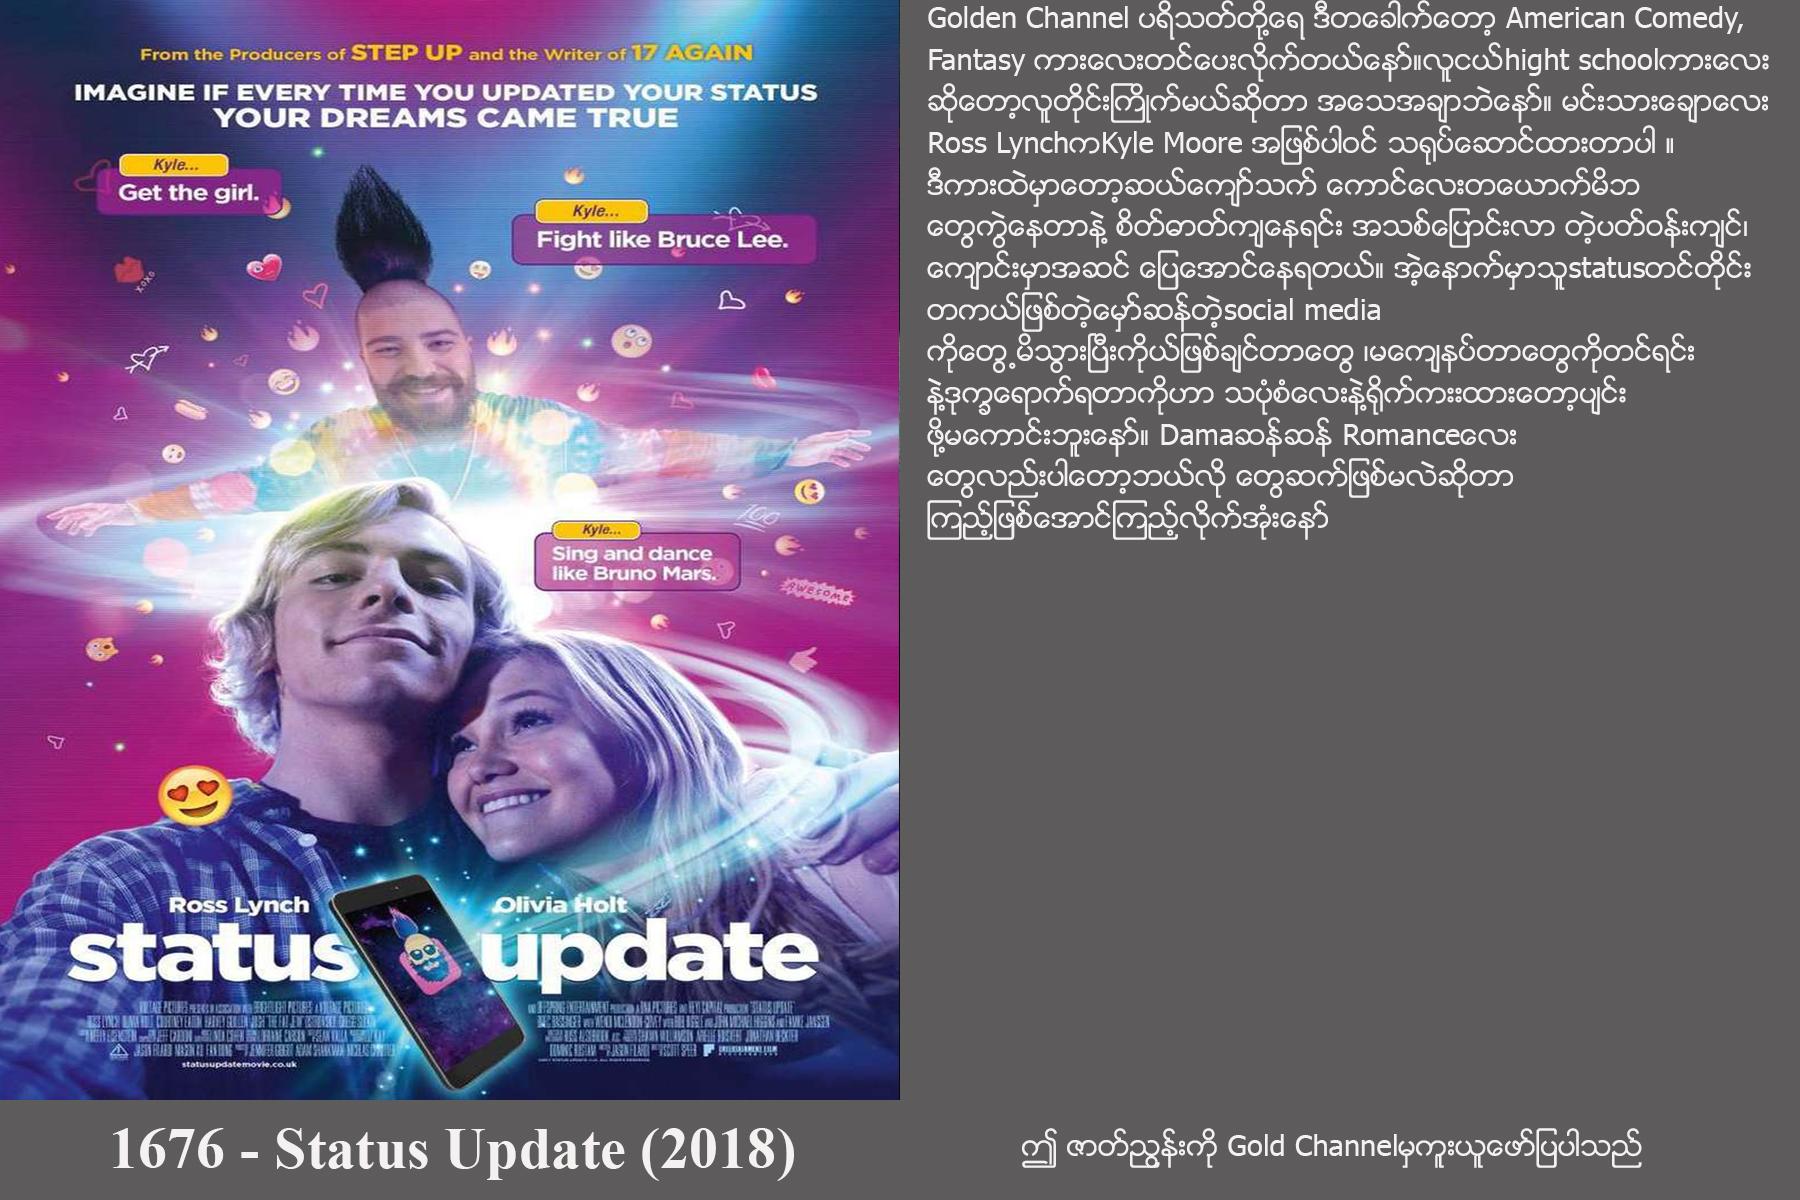 From the Producers of STEP UP and the Writer of 17 AGAIN
IMAGINE IF EVERY TIME YOU UPDATED YOUR STATUS
YOUR DREAMS CAME TRUE
Kyle...
Get the girl.
Kyle...
Fight like Bruce Lee.
xoxo
100
Kyle...
Sing and dance
like Bruno Mars.
AWESOME
Ross Lynch
Olivia Holt
status update
statusupdatemovie.co.uk
1676 - Status Update (2018)
Golden Channel ပရိသတ်တို့ရေ ဒီတခေါက်တော့ American Comedy,
Fantasy ကားလေးတင်ပေးလိုက်တယ်နော်။လူငယ်hight schoolကားလေး
ဆိုတော့လူတိုင်းကြိုက်မယ်ဆိုတာ အသေအချာဘဲနော်။ မင်းသားချောလေး
Ross LynchကKyle Moore အဖြစ်ပါဝင် သရုပ်ဆောင်ထားတာပါ ။
ဒီကားထဲမှာတော့ဆယ်ကျော်သက် ကောင်လေးတယောက်မိဘ
တွေကွဲနေတာနဲ့ စိတ်ဓာတ်ကျနေရင်း အသစ်ပြောင်းလာ တဲ့ပတ်ဝန်းကျင်၊
ကျောင်းမှာအဆင် ပြေအောင်နေရတယ်။ အဲ့နောက်မှာသူstatusတင်တိုင်း
တကယ်ဖြစ်တဲ့မှော်ဆန်တဲ့social media
ကိုတွေ့မိသွားပြီးကိုယ်ဖြစ်ချင်တာတွေ ၊မကျေနပ်တာတွေကိုတင်ရင်း
နဲ့ဒုက္ခရောက်ရတာကိုဟာ သပုံစံလေးနဲ့ရိုက်ကးးထားတော့ပျင်း
ဖို့မကောင်းဘူးနော်။ Damaဆန်ဆန် Romanceလေး
တွေလည်းပါတော့ဘယ်လို တွေဆက်ဖြစ်မလဲဆိုတာ
ကြည့်ဖြစ်အောင်ကြည့်လိုက်အုံးနော်
ဤ ဇာတ်ညွှန်းကို Gold Channelမှကူးယူဖော်ပြပါသည်